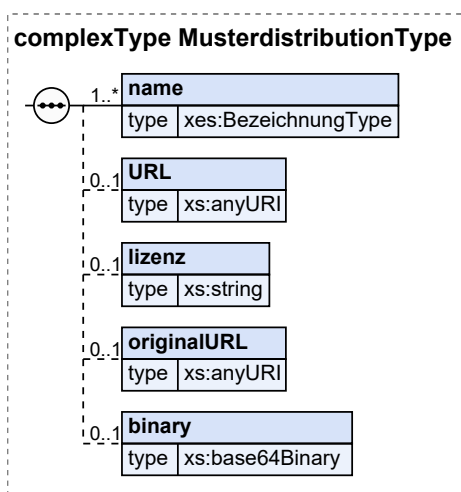 complexType MusterdistributionType
1..* name
type xes:BezeichnungType
0..1 URL
type xs:anyURI
0..1 lizenz
type xs:string
0..1 originalURL
type xs:anyURI
0..1 binary
type xs:base64Binary